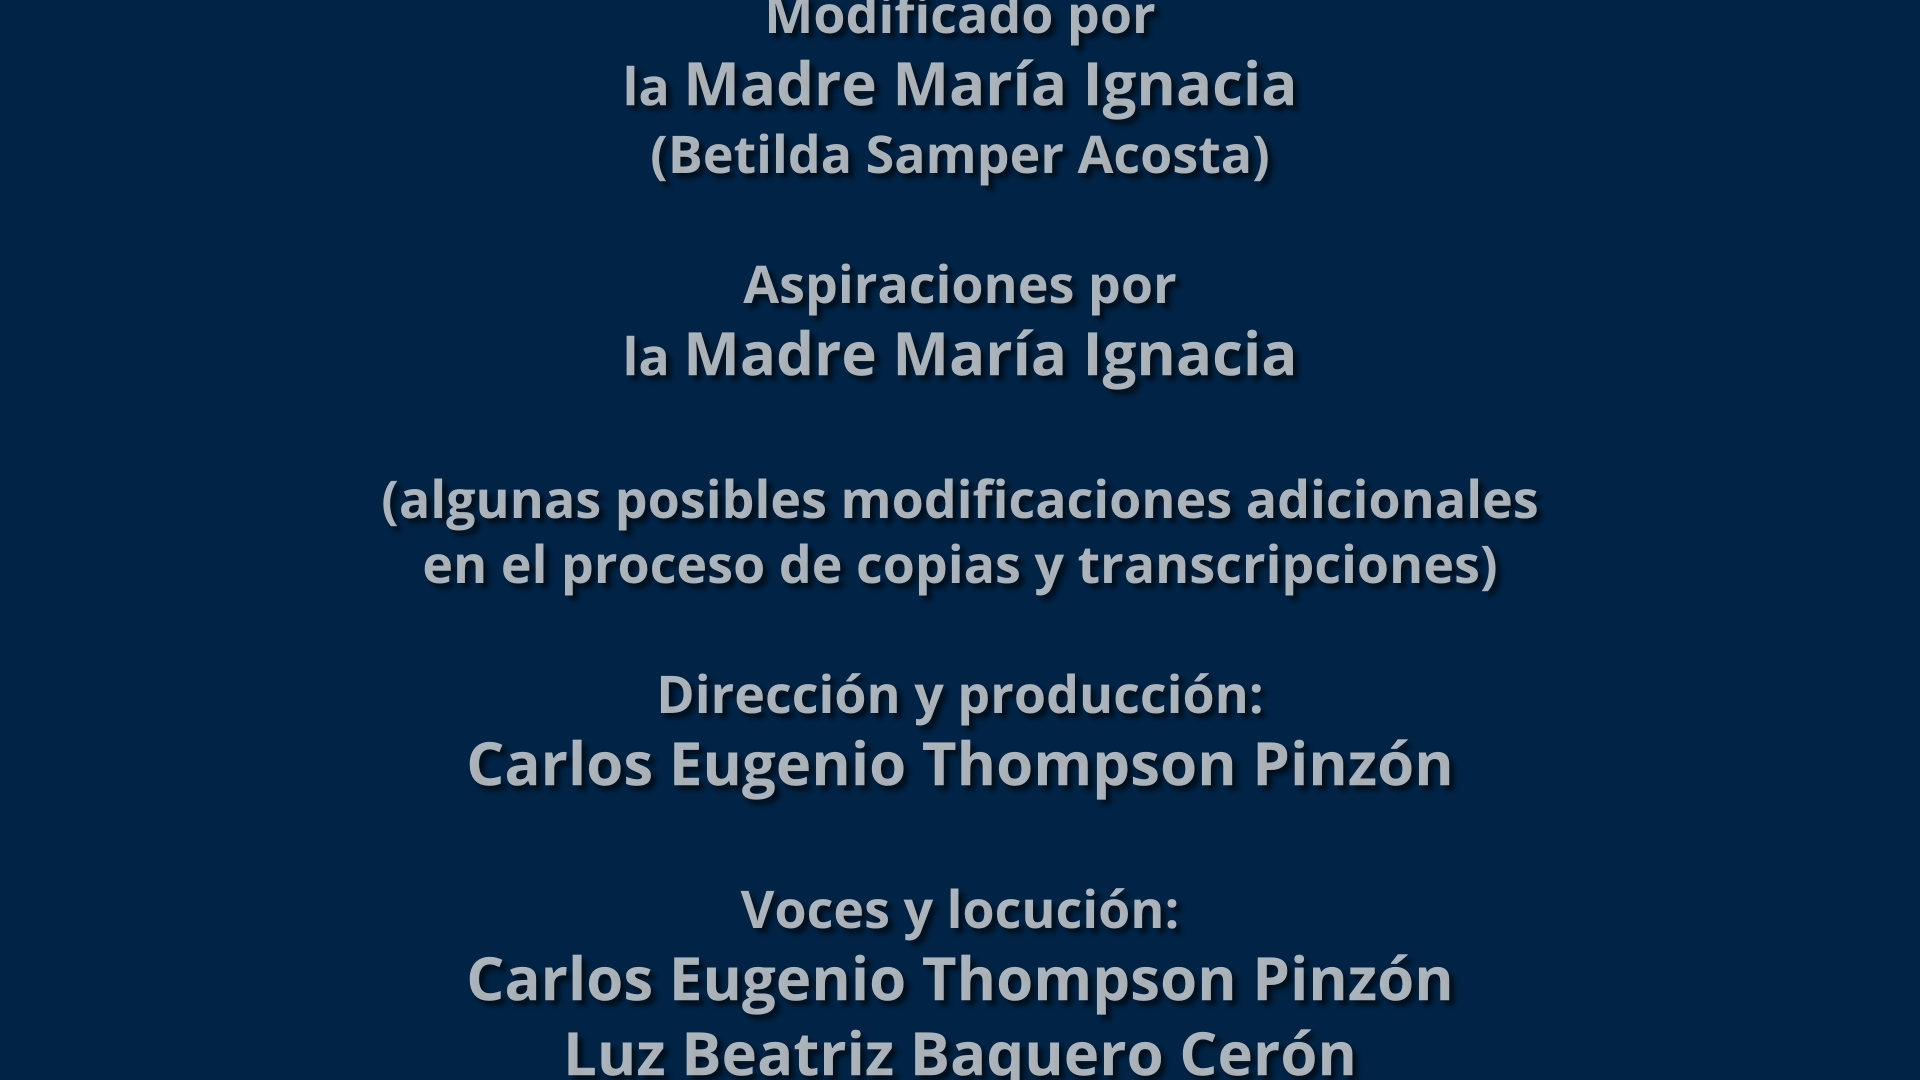 Modificado por
la Madre María Ignacia
(Betilda Samper Acosta)
Aspiraciones por
la Madre María Ignacia
(algunas posibles modificaciones adicionales
en el proceso de copias y transcripciones)
Dirección y producción:
Carlos Eugenio Thompson Pinzón
Voces y locución:
Carlos Eugenio Thompson Pinzón
Luz Beatriz Baquero Cerón